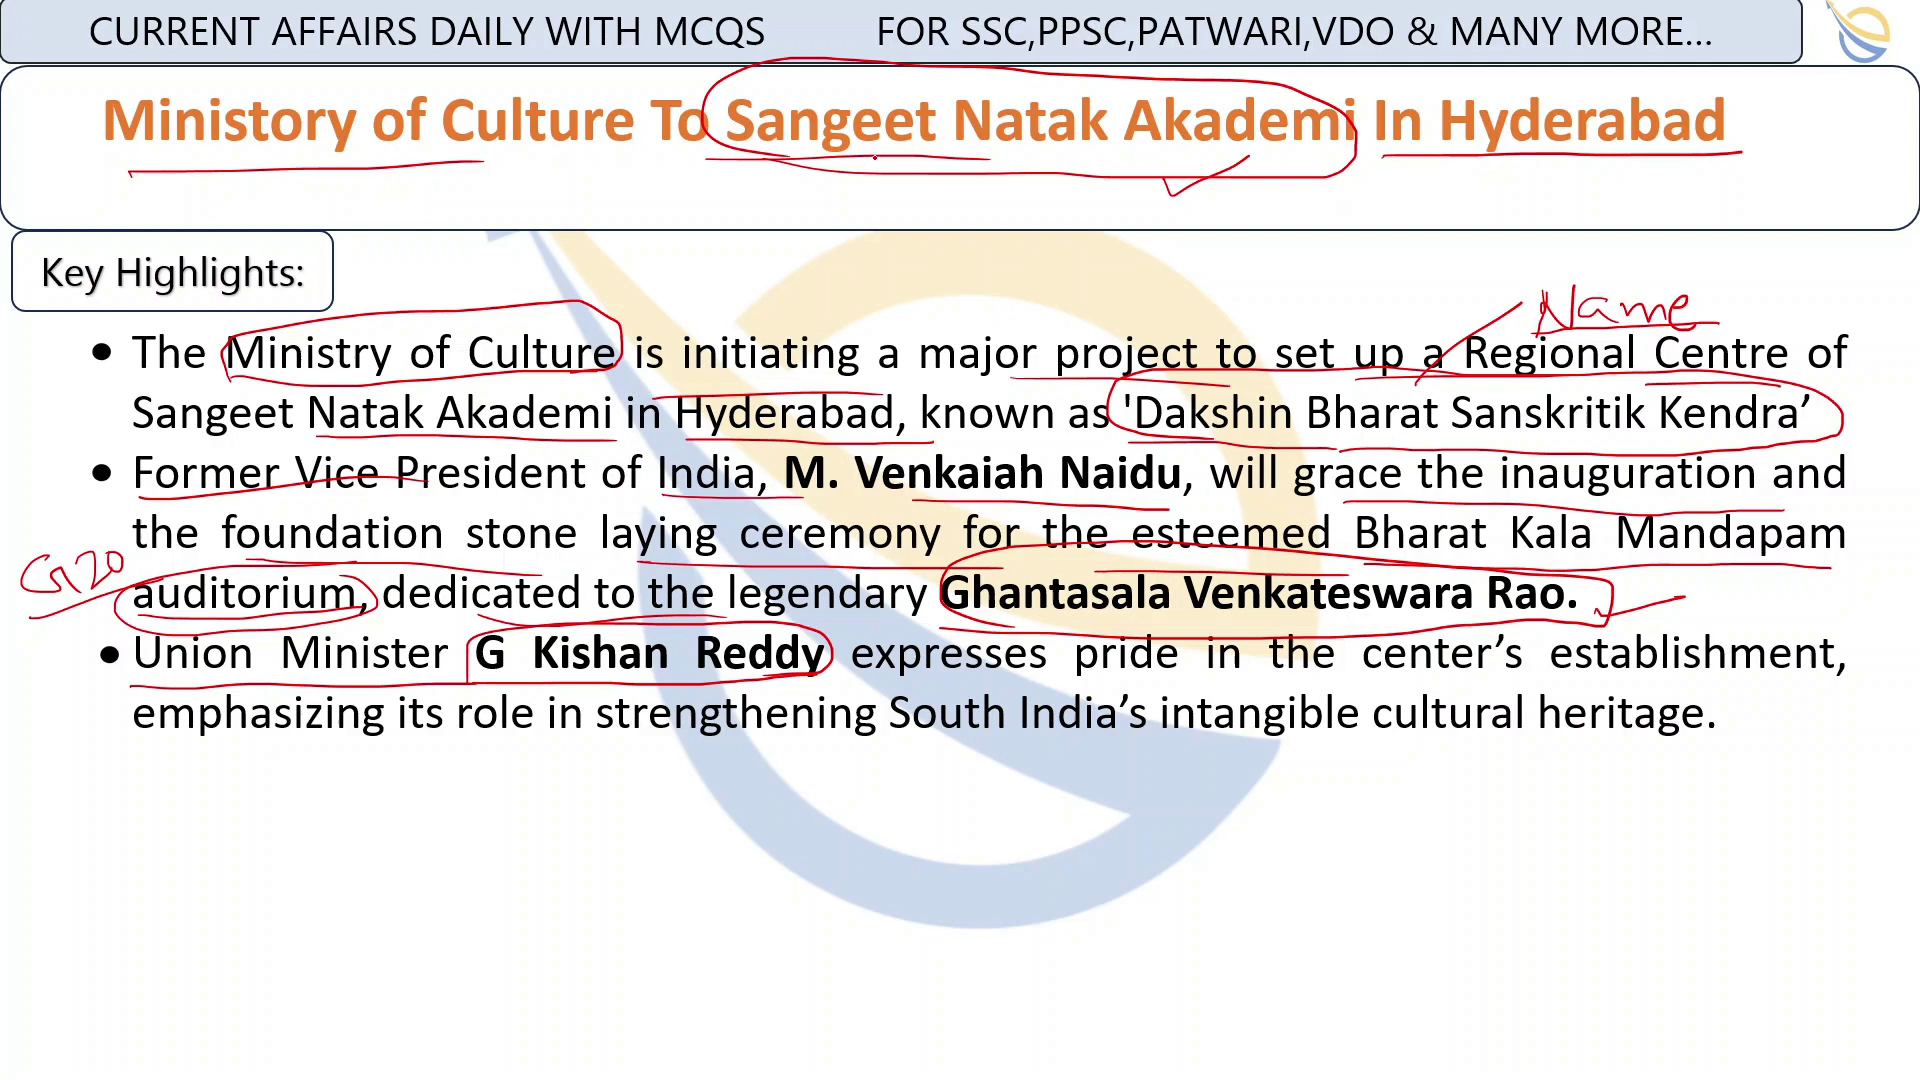 CURRENT AFFAIRS DAILY WITH MCQS FOR SSC,PPSC,PATWARI,VDO & MANY MORE...
Ministory of Culture To Sangeet Natak Akademi In Hyderabad
Key Highlights:
Name
• The Ministry of Culture is initiating a major project to set up a Regional Centre of
Sangeet Natak Akademi in Hyderabad, known as 'Dakshin Bharat Sanskritik Kendra’
• Former Vice President of India, M. Venkaiah Naidu, will grace the inauguration and
the foundation stone laying ceremony for the esteemed Bharat Kala Mandapam
G20
auditorium, dedicated to the legendary Ghantasala Venkateswara Rao.
• Union Minister G Kishan Reddy expresses pride in the center’s establishment,
emphasizing its role in strengthening South India’s intangible cultural heritage.